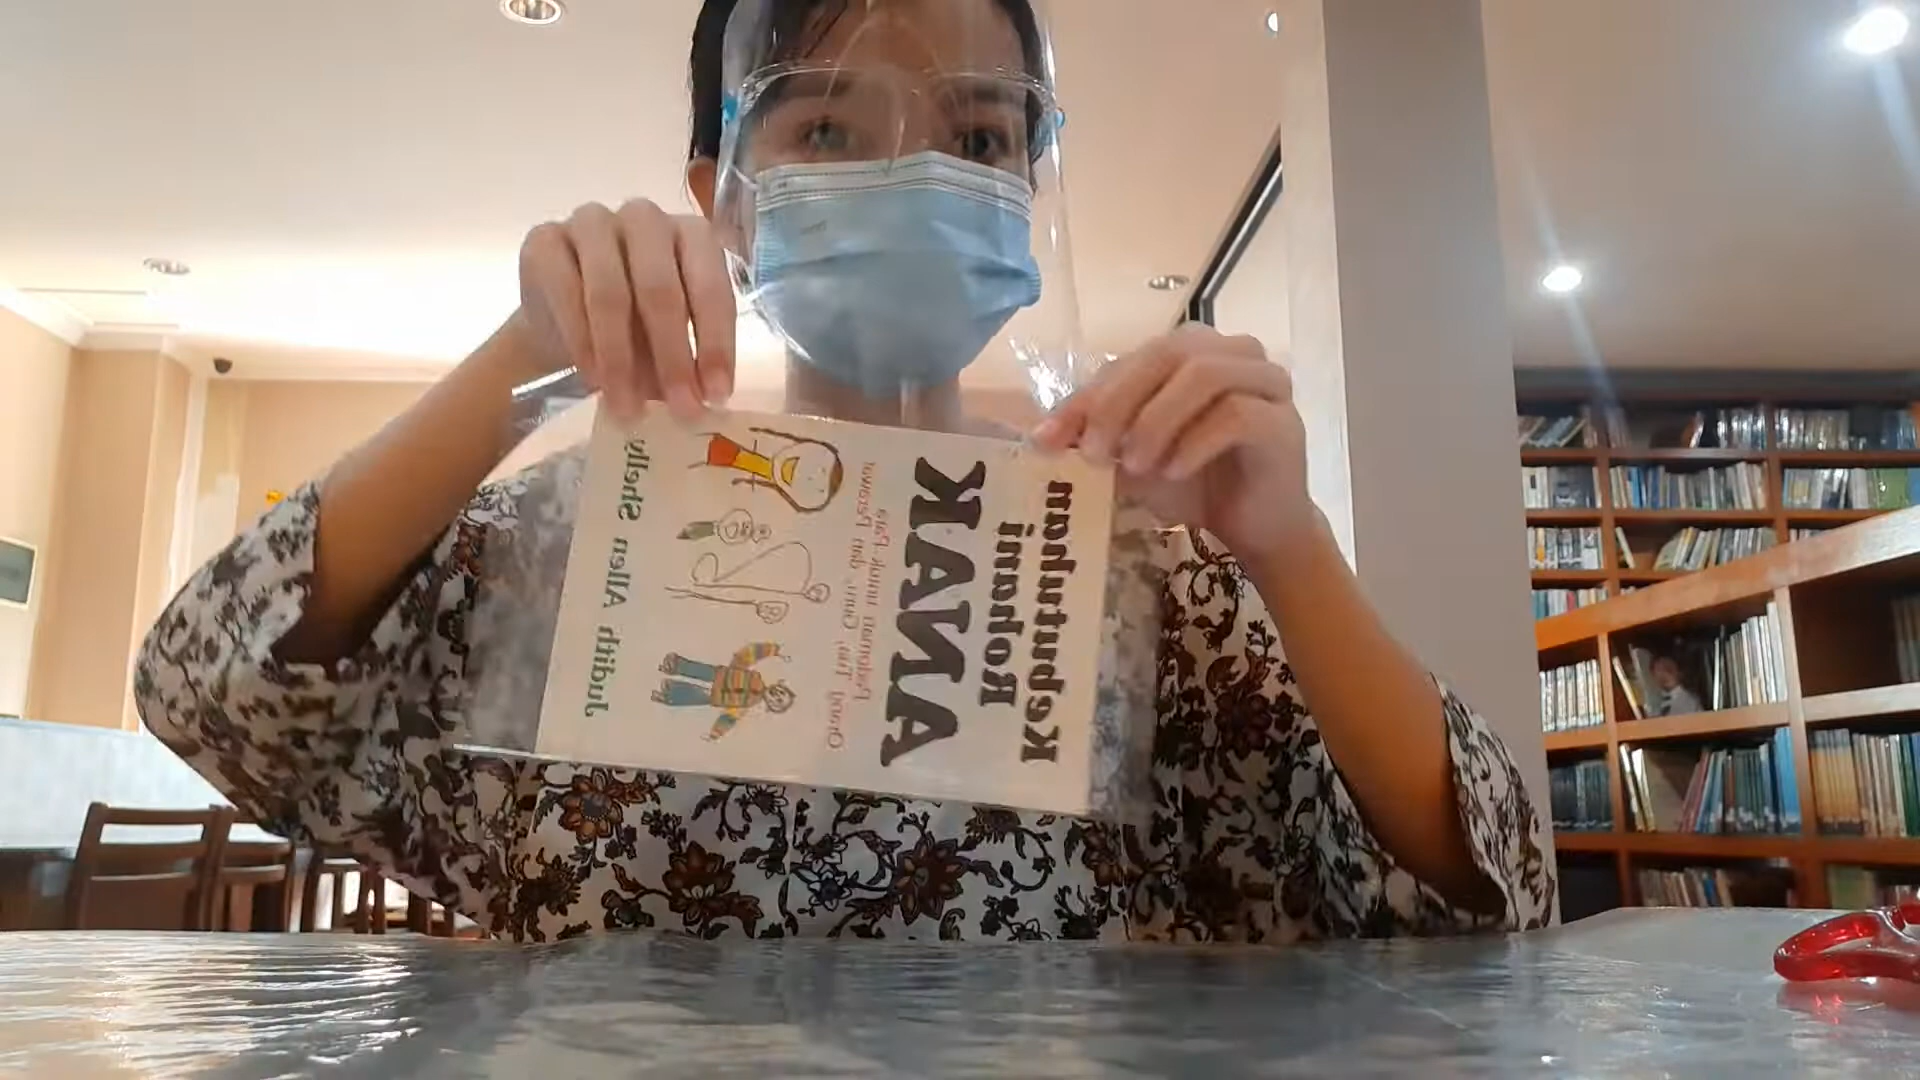 Kebutuhan
Rohani
ANAK
Pedoman untuk Para
Orang Tua, Guru, dan Perawat
Judith Allen Shelly